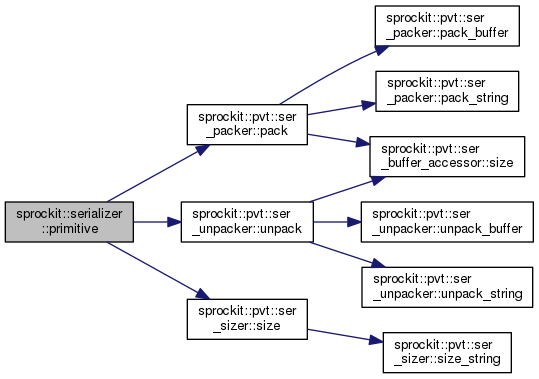 sprockit::serializer
::primitive
sprockit::pvt::ser
_packer::pack
sprockit::pvt::ser
_unpacker::unpack
sprockit::pvt::ser
_sizer::size
sprockit::pvt::ser
_packer::pack_buffer
sprockit::pvt::ser
_packer::pack_string
sprockit::pvt::ser
_buffer_accessor::size
sprockit::pvt::ser
_unpacker::unpack_buffer
sprockit::pvt::ser
_unpacker::unpack_string
sprockit::pvt::ser
_sizer::size_string